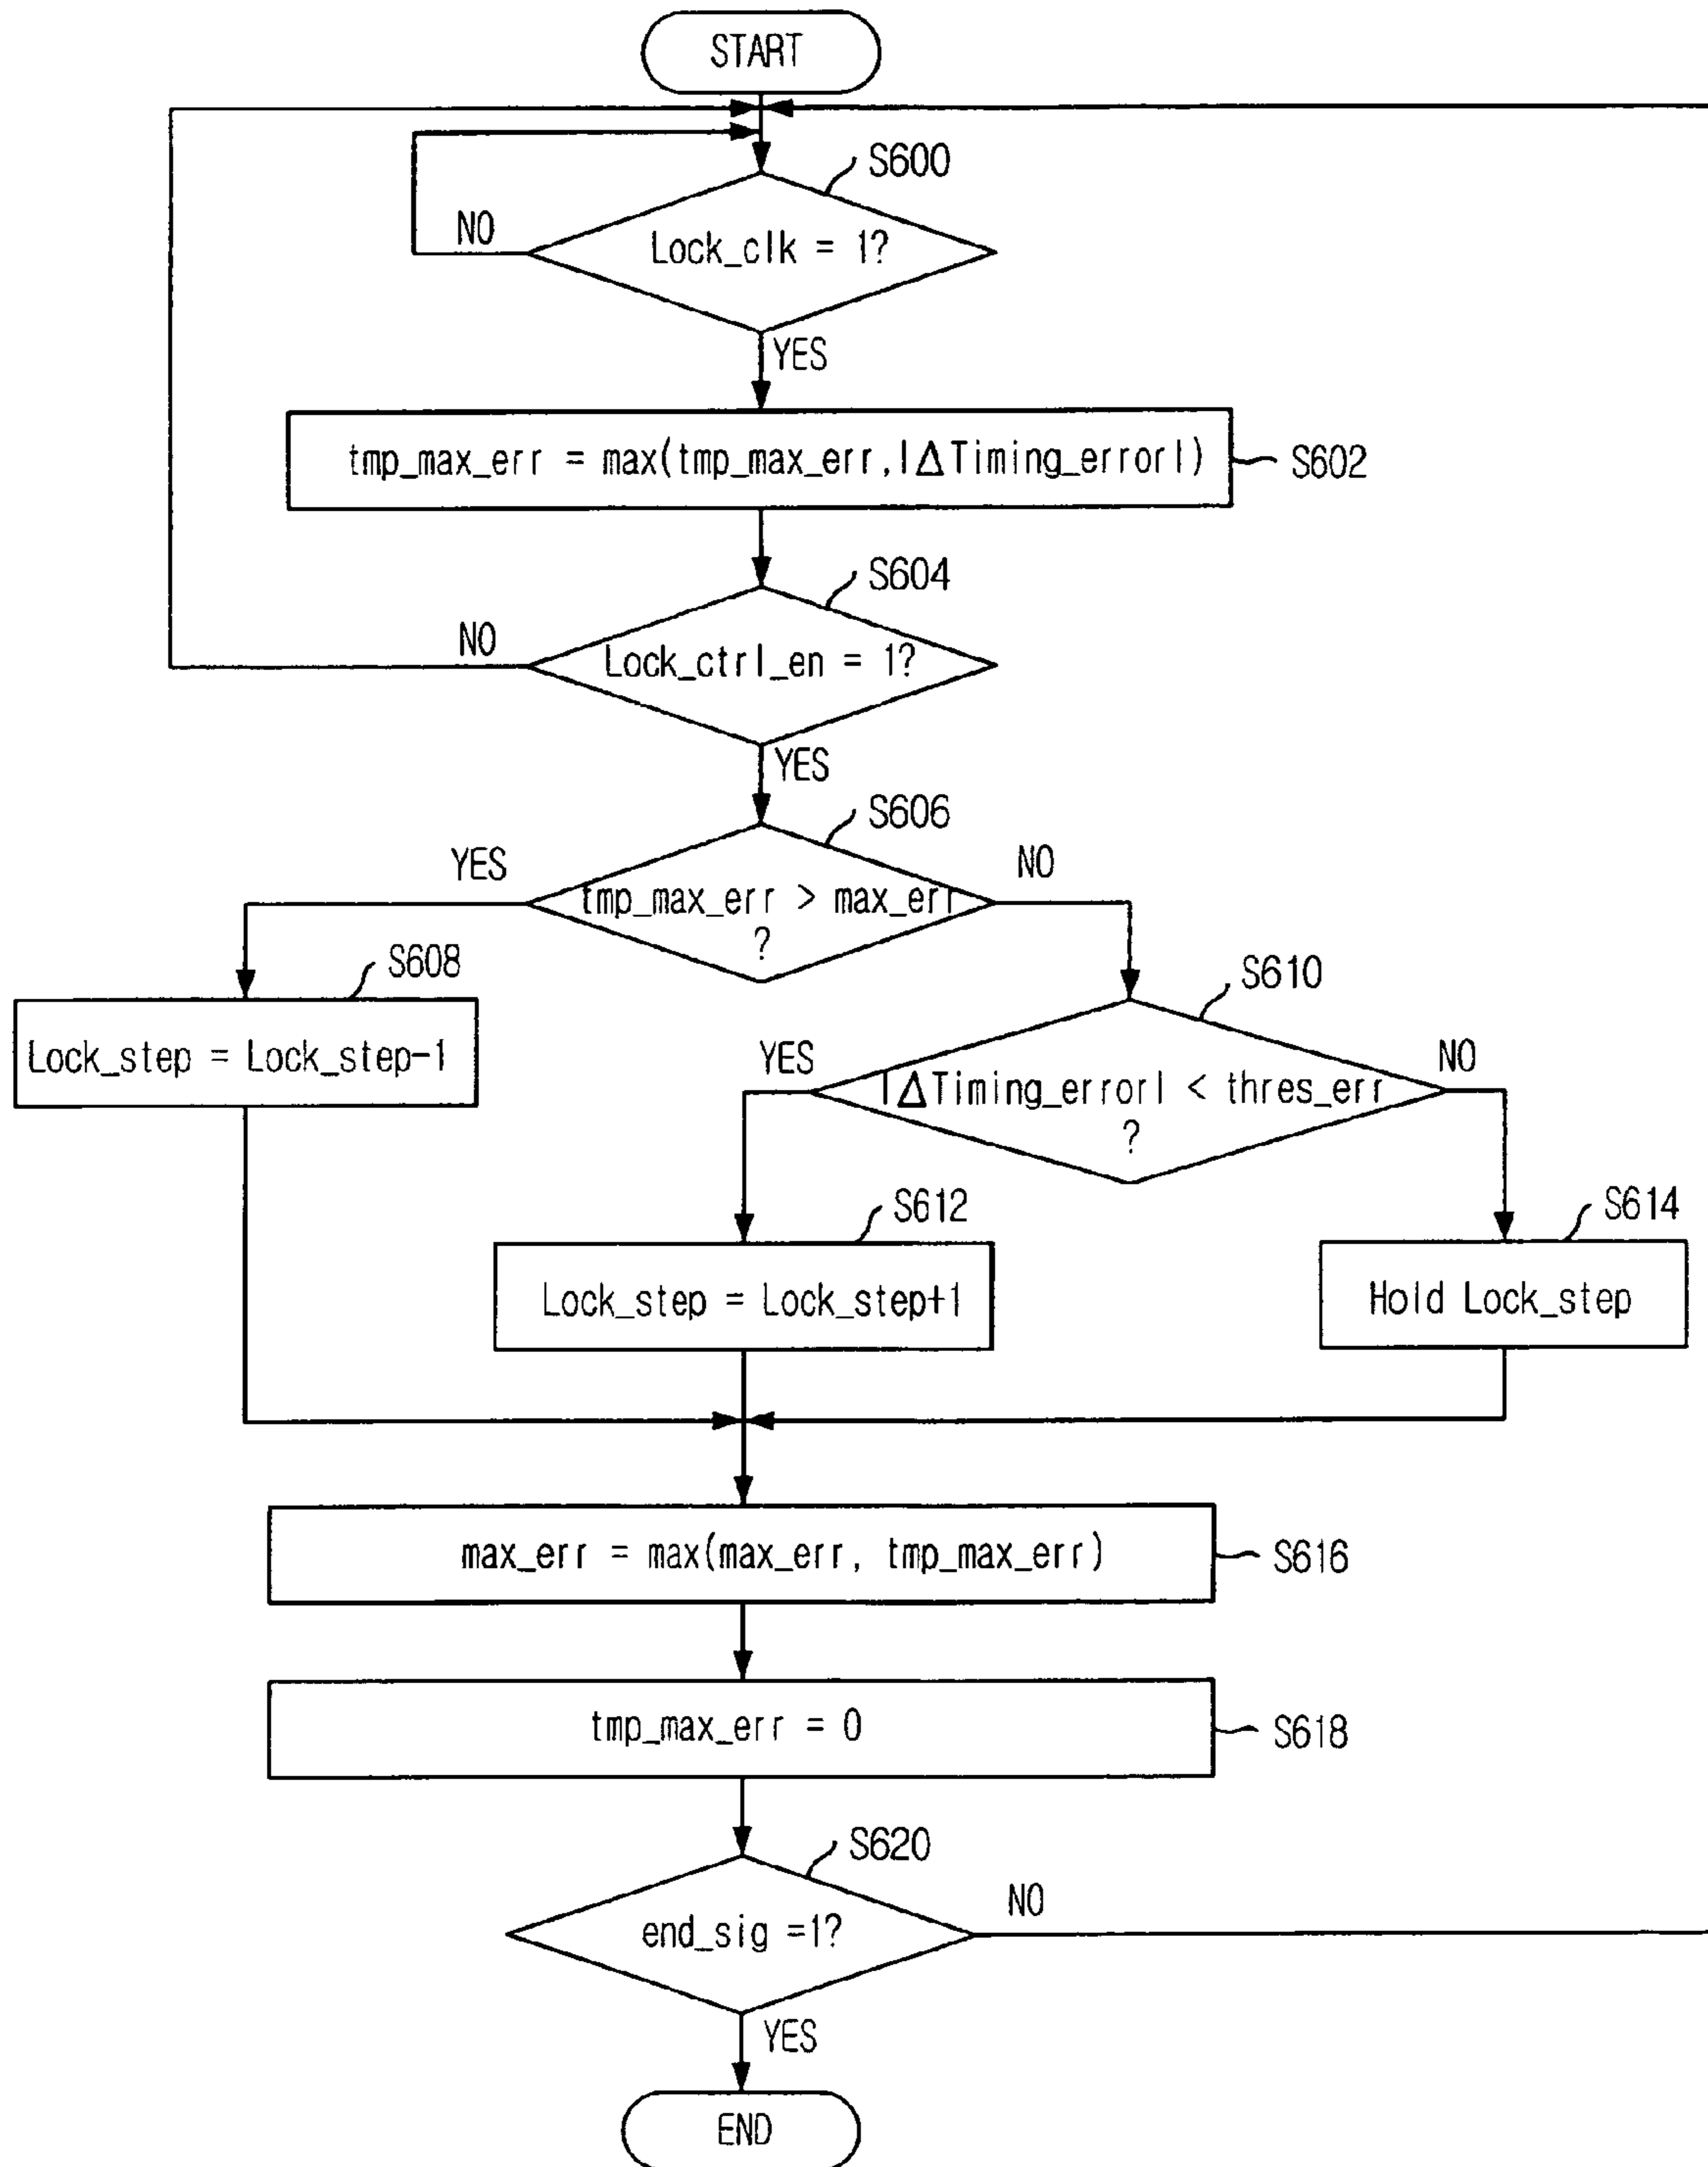 START
S600
NO
Lock_clk = 1?
YES
tmp_max_err = max(tmp_max_err,|ΔTiming_error|)
S602
S604
NO
Lock_ctrl_en = 1?
YES
S606
YES
NO
tmp_max_err > max_err
?
S608
S610
Lock_step = Lock_step-1
YES
NO
|ΔTiming_error| < thres_err
?
S612
S614
Lock_step = Lock_step+1
Hold Lock_step
max_err = max(max_err, tmp_max_err)
S616
tmp_max_err = 0
S618
S620
NO
end_sig =1?
YES
END